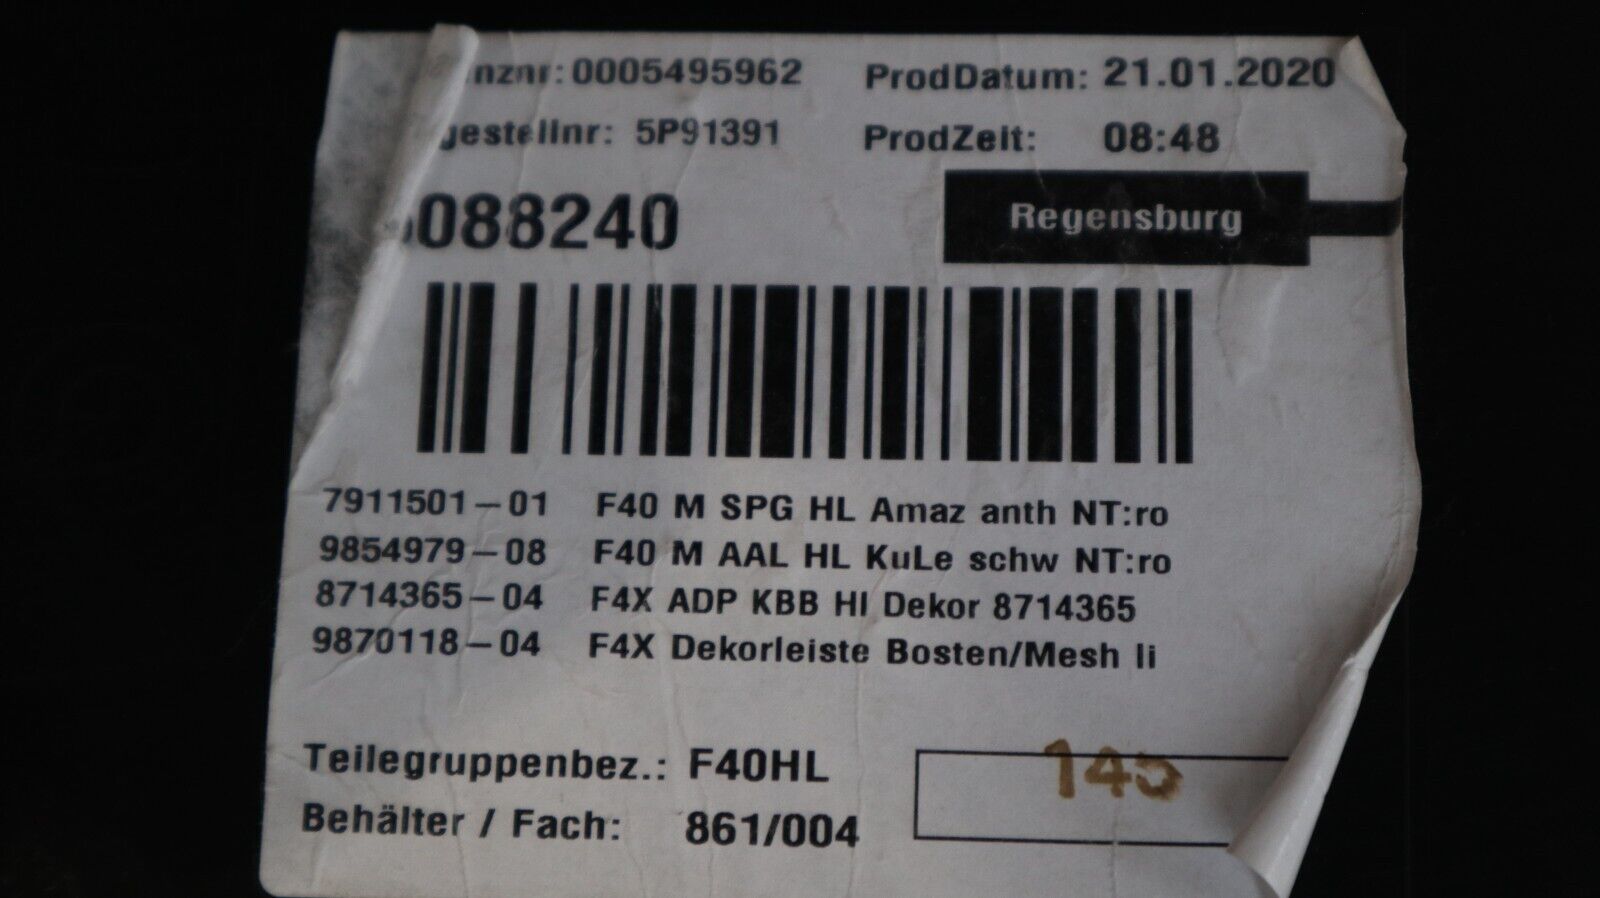 nznr: 0005495962 ProdDatum: 21.01.2020
gestellnr: 5P91391 ProdZeit: 08:48
088240 Regensburg
7911501-01 F40 M SPG HL Amaz anth NT:ro
9854979-08 F40 M AAL HL KuLe schw NT:ro
8714365-04 F4X ADP KBB HI Dekor 8714365
9870118-04 F4X Dekorleiste Bosten/Mesh li
Teilegruppenbez.: F40HL 145
Behälter / Fach: 861/004